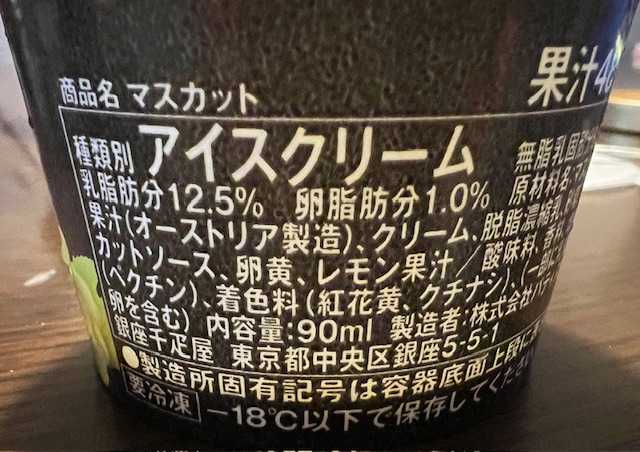 果汁4
商品名 マスカット
種類別 アイスクリーム 無脂乳固形分
乳脂肪分12.5% 卵脂肪分1.0% 原材料名:マ
果汁(オーストリア製造)、クリーム、脱脂濃縮乳、
カットソース、卵黄、レモン果汁/酸味料、香料、
(ペクチン)、着色料(紅花黄、クチナシ)、(一部に
卵を含む) 内容量:90ml 製造者:株式会社
銀座千疋屋 東京都中央区銀座5-5-1
●製造所固有記号は容器底面上段に
要冷凍 -18℃以下で保存してください